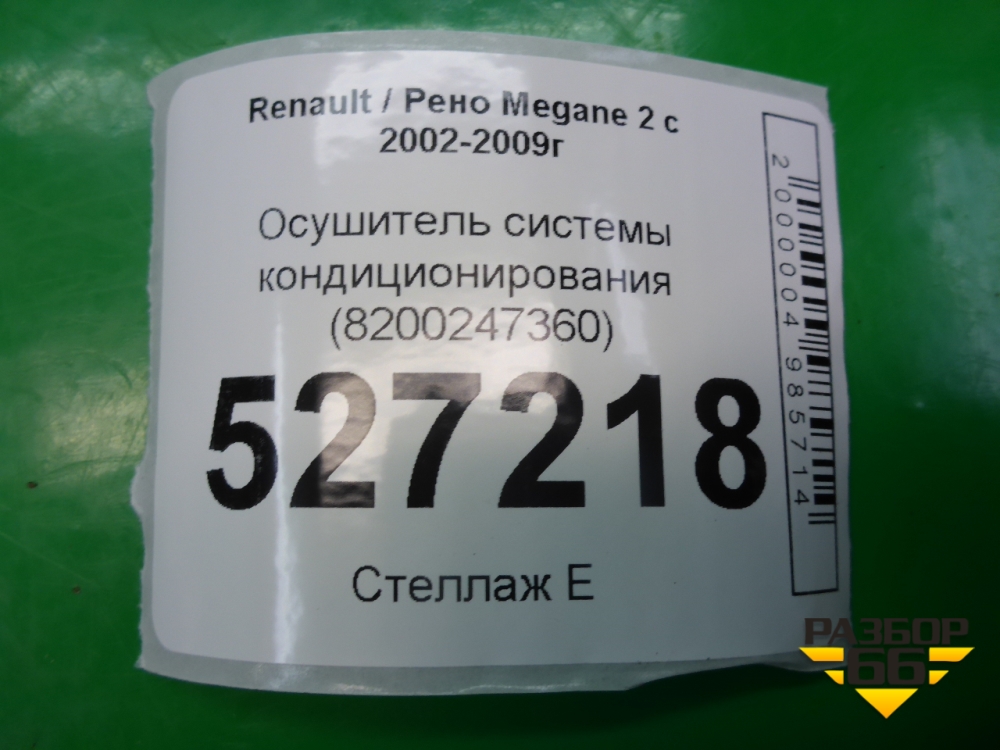 Renault / Рено Megane 2 с
2002-2009г
Осушитель системы
кондиционирования
(8200247360)
527218
Стеллаж Е
2000004985714
РАЗБОР
66